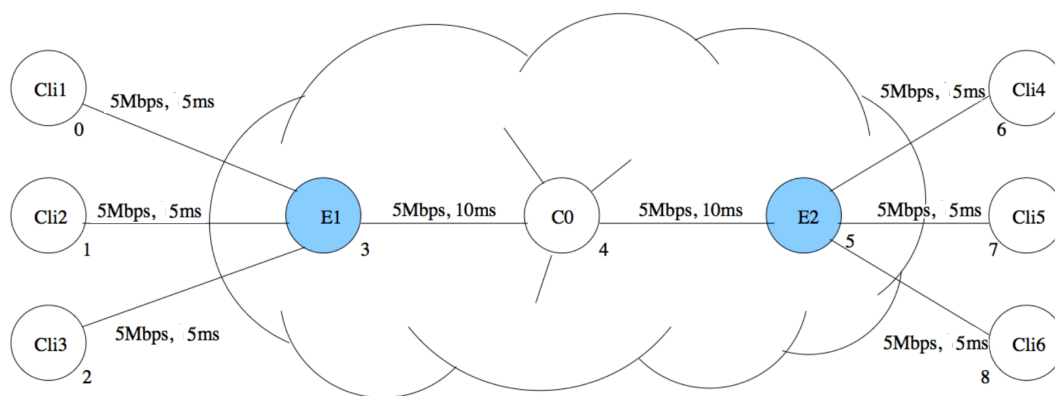 Cli1
0
5Mbps, 5ms
5Mbps, 5ms
Cli4
6
Cli2
1
5Mbps, 5ms
E1
3
5Mbps, 10ms
C0
4
5Mbps, 10ms
E2
5
5Mbps, 5ms
Cli5
7
Cli3
2
5Mbps, 5ms
5Mbps, 5ms
Cli6
8